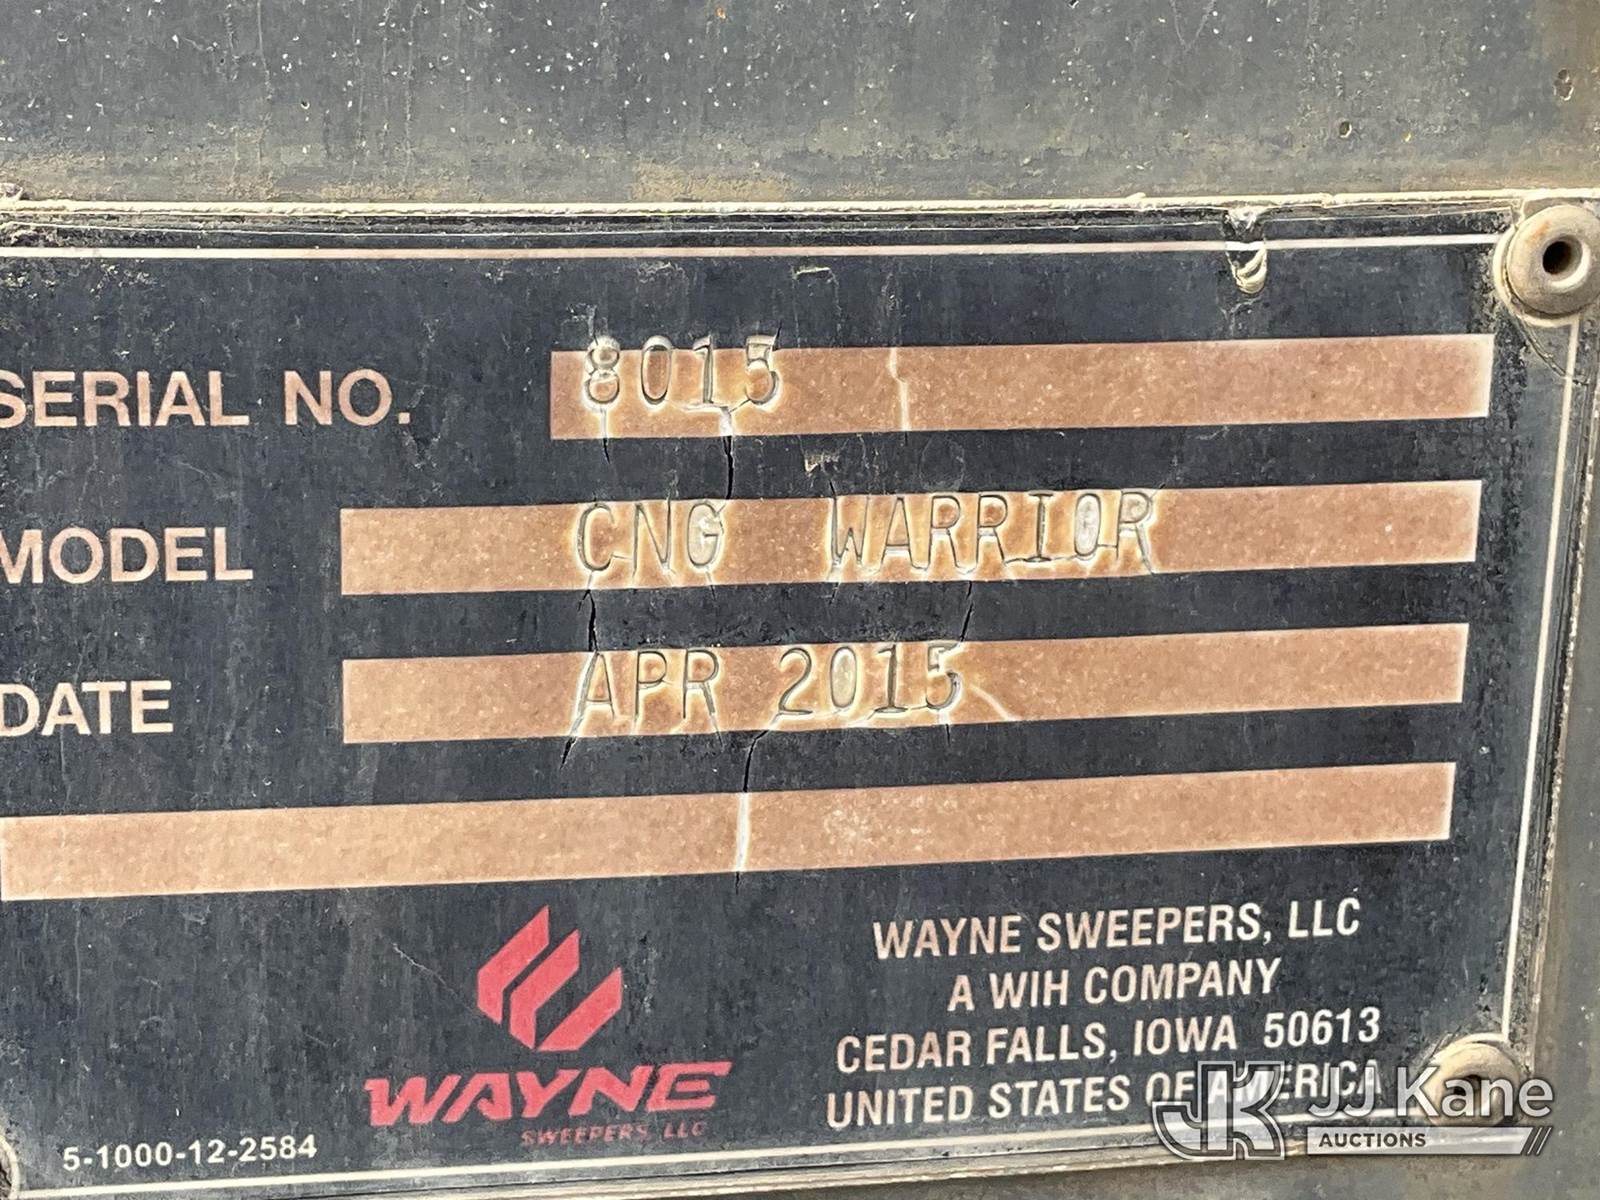 SERIAL NO. 8015
MODEL CNG WARRIOR
DATE APR 2015
WAYNE
SWEEPERS, LLC
5-1000-12-2584
WAYNE SWEEPERS, LLC
A WIH COMPANY
CEDAR FALLS, IOWA 50613
UNITED STATES OF AMERICA
JK JJ Kane
AUCTIONS